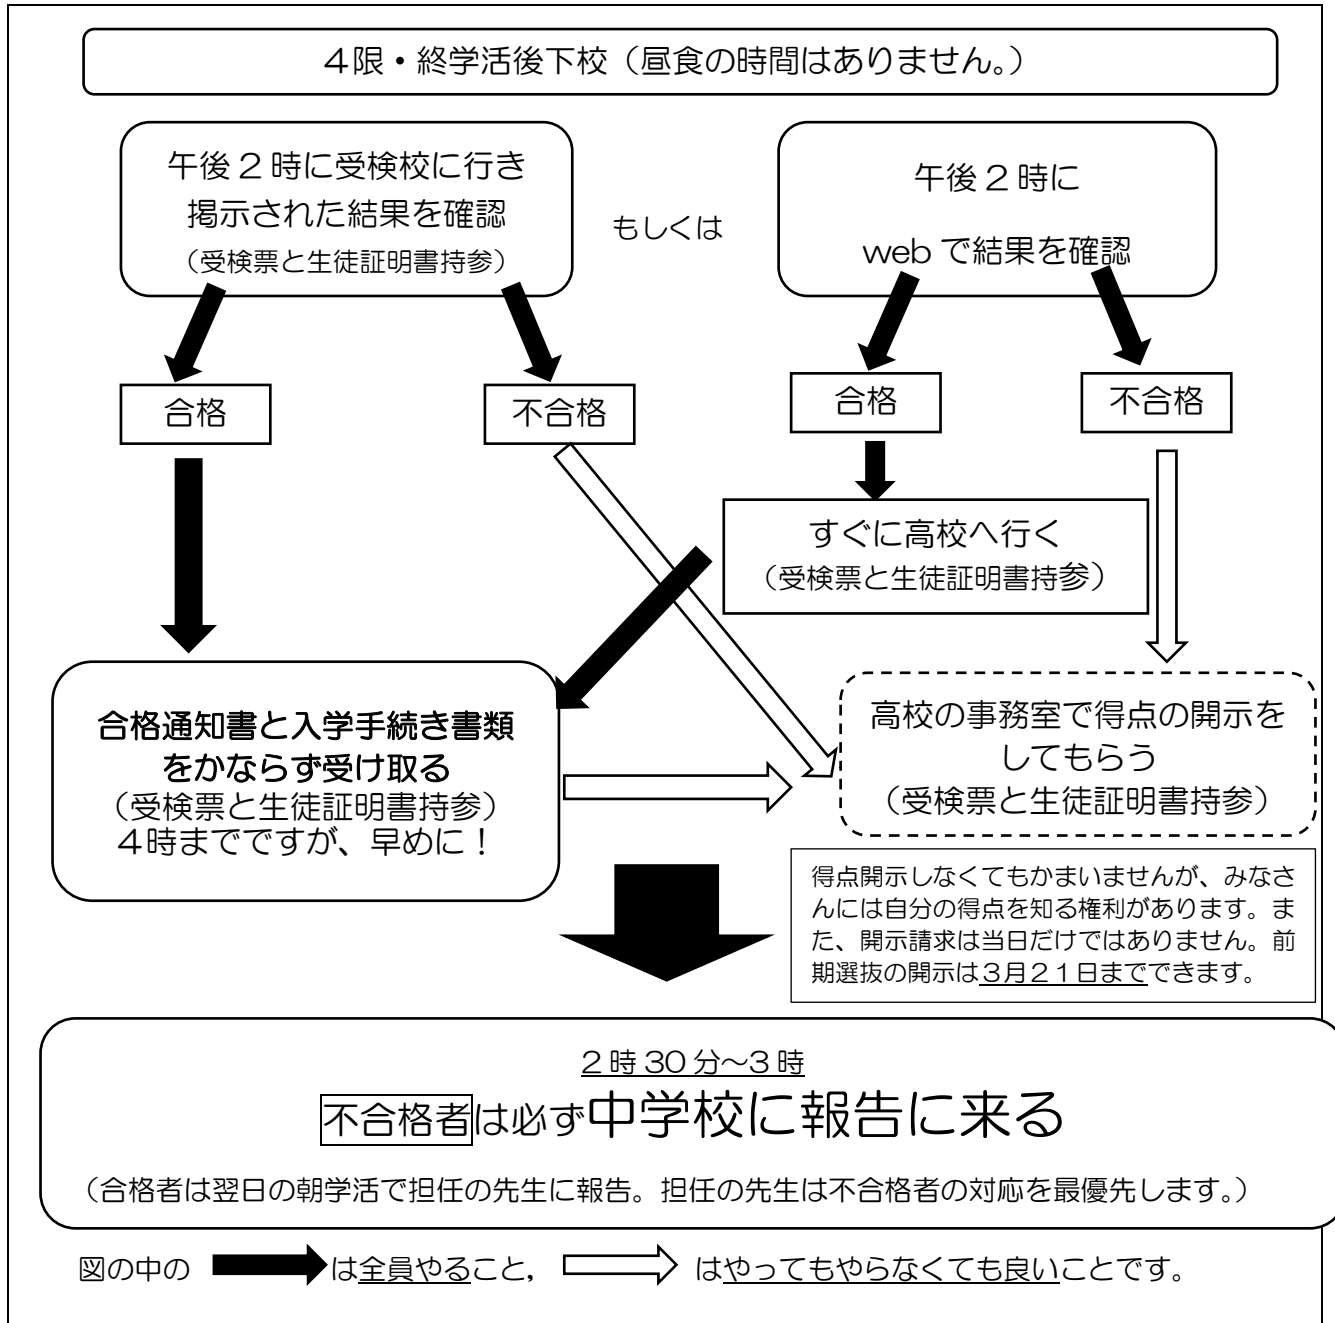 ４限・終学活後下校（昼食の時間はありません。）
午後２時に受検校に行き
掲示された結果を確認
（受検票と生徒証明書持参）
もしくは
午後２時に
web で結果を確認
合格
不合格
合格
不合格
すぐに高校へ行く
（受検票と生徒証明書持参）
合格通知書と入学手続き書類
をかならず受け取る
（受検票と生徒証明書持参）
４時までですが、早めに！
高校の事務室で得点の開示を
してもらう
（受検票と生徒証明書持参）
得点開示しなくてもかまいませんが、みなさ
んには自分の得点を知る権利があります。ま
た、開示請求は当日だけではありません。前
期選抜の開示は３月２１日までできます。
２時 30 分～３時
不合格者は必ず中学校に報告に来る
（合格者は翌日の朝学活で担任の先生に報告。担任の先生は不合格者の対応を最優先します。）
図の中の は全員やること， はやってもやらなくても良いことです。